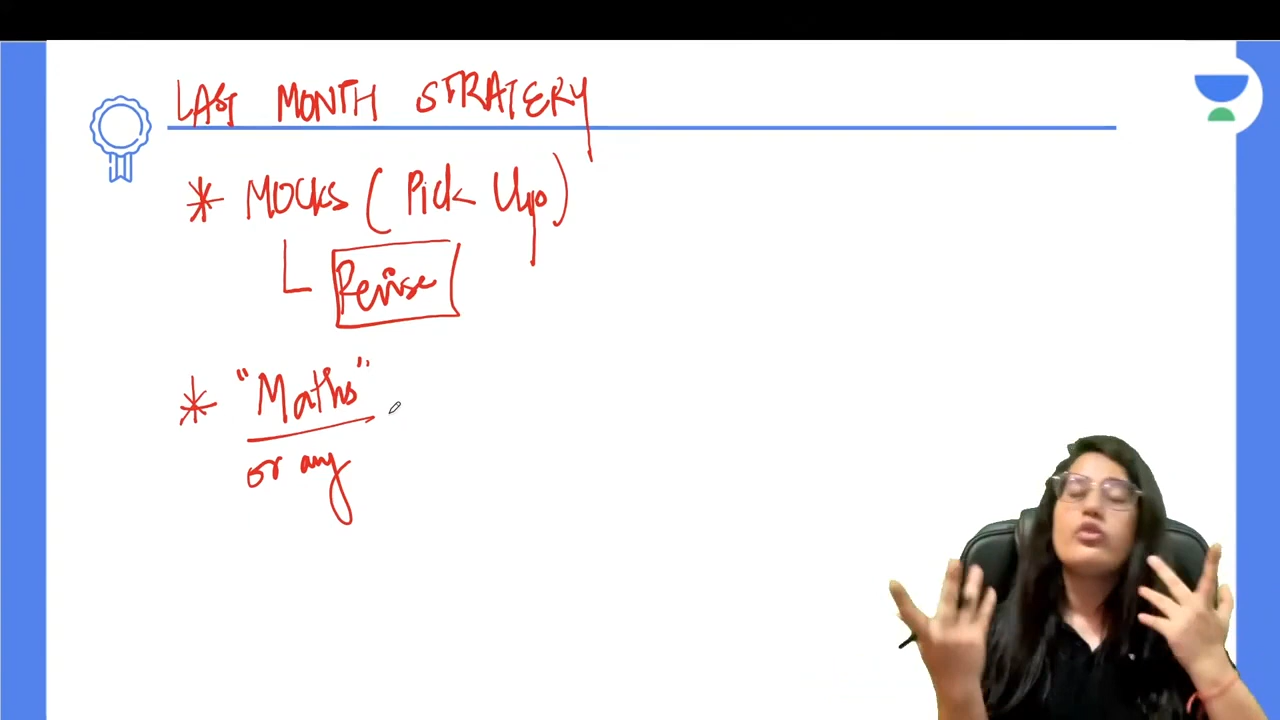 LAST MONTH STRATERY
* MOCKS (Pick Up)
Revise
* "Maths"
or any